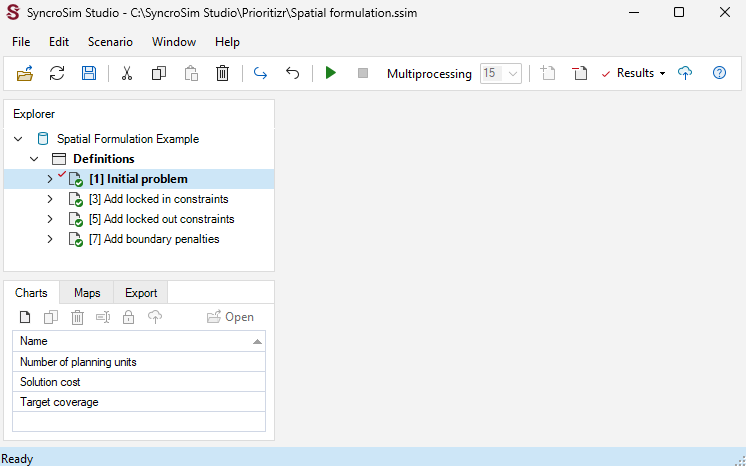 SyncroSim Studio - C:\SyncroSim Studio\Prioritizr\Spatial formulation.ssim
File Edit Scenario Window Help
Multiprocessing 15 Results
Explorer
Spatial Formulation Example
Definitions
[1] Initial problem
[3] Add locked in constraints
[5] Add locked out constraints
[7] Add boundary penalties
Charts Maps Export
Open
Name
Number of planning units
Solution cost
Target coverage
Ready